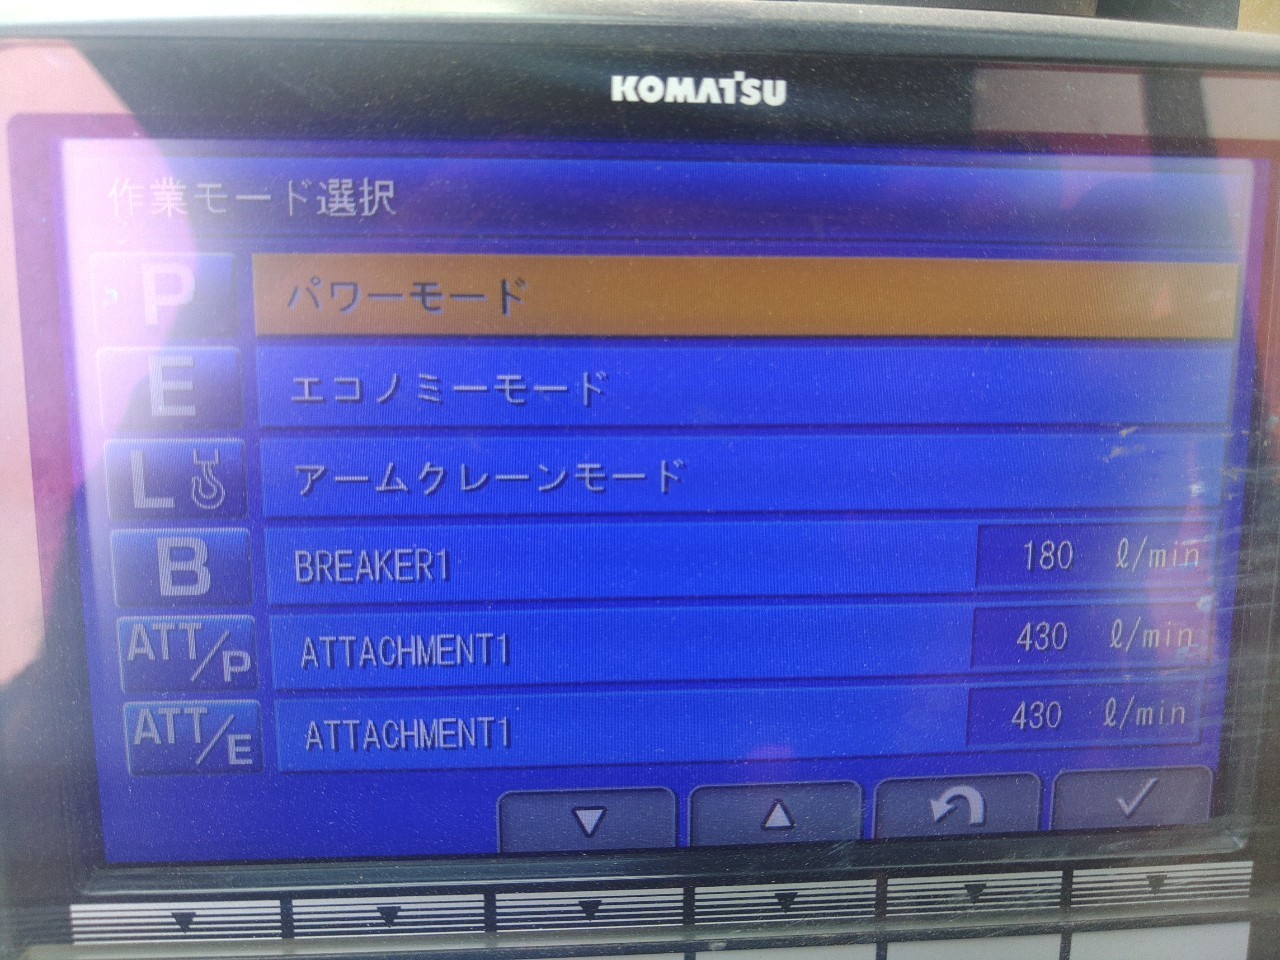 KOMATSU
作業モード選択
P パワーモード
E エコノミーモード
L アームクレーンモード
B BREAKER1 180 ℓ/min
ATT/P ATTACHMENT1 430 ℓ/min
ATT/E ATTACHMENT1 430 ℓ/min